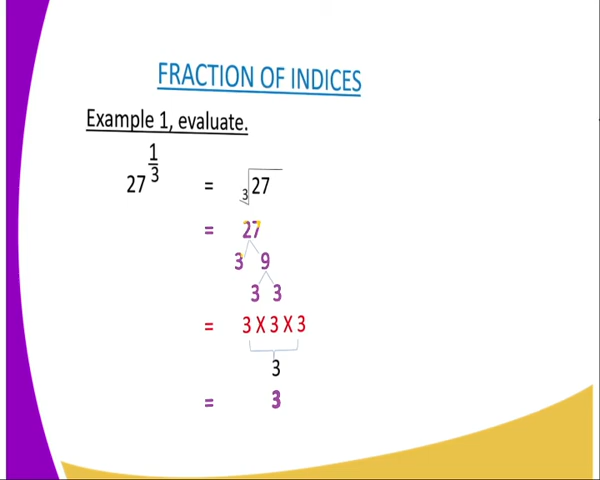 FRACTION OF INDICES
Example 1, evaluate.
27^(1/3) = ∛27
= 27
3 9
3 3
= 3 X 3 X 3
3
= 3